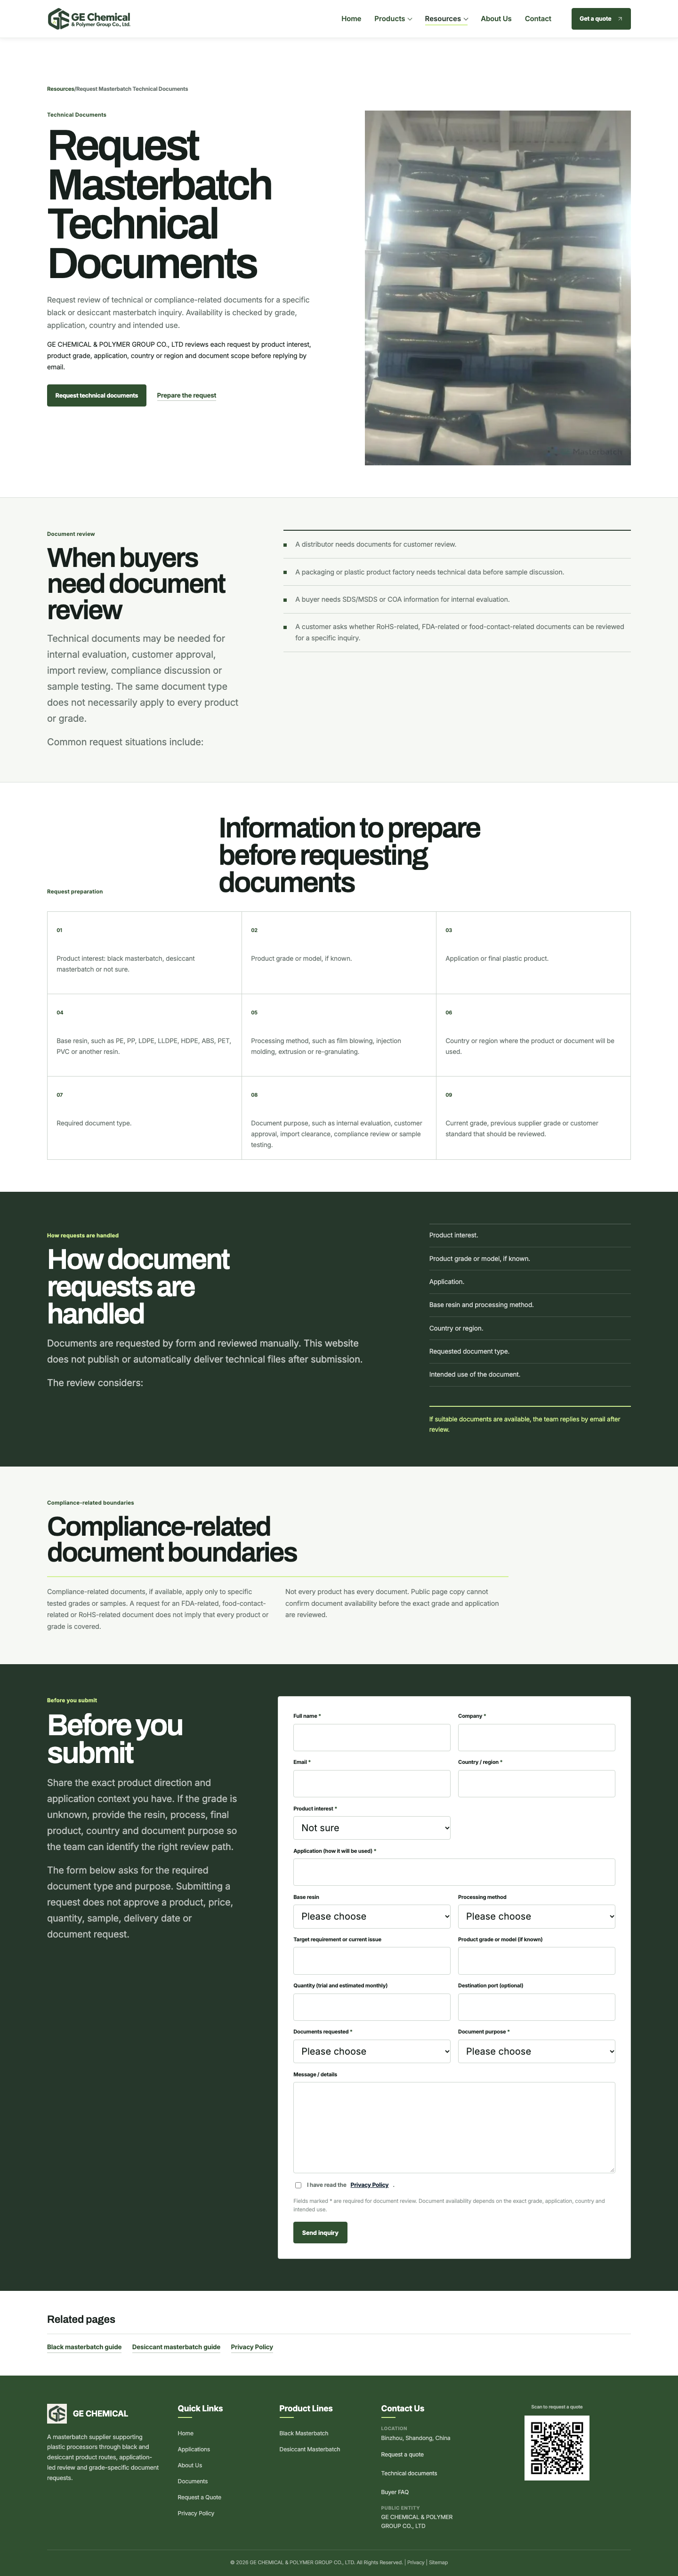 GE Chemical
& Polymer Group Co., Ltd.
Home
Products
Resources
About Us
Contact
Get a quote
Resources/Request Masterbatch Technical Documents
Technical Documents
Request
Masterbatch
Technical
Documents
Request review of technical or compliance-related documents for a specific
black or desiccant masterbatch inquiry. Availability is checked by grade,
application, country and intended use.
GE CHEMICAL & POLYMER GROUP CO., LTD reviews each request by product interest,
product grade, application, country or region and document scope before replying by
email.
Request technical documents
Prepare the request
Document review
When buyers
need document
review
Technical documents may be needed for
internal evaluation, customer approval,
import review, compliance discussion or
sample testing. The same document type
does not necessarily apply to every product
or grade.
Common request situations include:
A distributor needs documents for customer review.
A packaging or plastic product factory needs technical data before sample discussion.
A buyer needs SDS/MSDS or COA information for internal evaluation.
A customer asks whether RoHS-related, FDA-related or food-contact-related documents can be reviewed
for a specific inquiry.
Request preparation
Information to prepare
before requesting
documents
01
Product interest: black masterbatch, desiccant
masterbatch or not sure.
02
Product grade or model, if known.
03
Application or final plastic product.
04
Base resin, such as PE, PP, LDPE, LLDPE, HDPE, ABS, PET,
PVC or another resin.
05
Processing method, such as film blowing, injection
molding, extrusion or re-granulating.
06
Country or region where the product or document will be
used.
07
Required document type.
08
Document purpose, such as internal evaluation, customer
approval, import clearance, compliance review or sample
testing.
09
Current grade, previous supplier grade or customer
standard that should be reviewed.
How requests are handled
How document
requests are
handled
Documents are requested by form and reviewed manually. This website
does not publish or automatically deliver technical files after submission.
The review considers:
Product interest.
Product grade or model, if known.
Application.
Base resin and processing method.
Country or region.
Requested document type.
Intended use of the document.
If suitable documents are available, the team replies by email after
review.
Compliance-related boundaries
Compliance-related
document boundaries
Compliance-related documents, if available, apply only to specific
tested grades or samples. A request for an FDA-related, food-contact-
related or RoHS-related document does not imply that every product or
grade is covered.
Not every product has every document. Public page copy cannot
confirm document availability before the exact grade and application
are reviewed.
Before you submit
Before you
submit
Share the exact product direction and
application context you have. If the grade is
unknown, provide the resin, process, final
product, country and document purpose so
the team can identify the right review path.
The form below asks for the required
document type and purpose. Submitting a
request does not approve a product, price,
quantity, sample, delivery date or
document request.
Full name *
Company *
Email *
Country / region *
Product interest *
Not sure
Application (how it will be used) *
Base resin
Processing method
Please choose
Please choose
Target requirement or current issue
Product grade or model (if known)
Quantity (trial and estimated monthly)
Destination port (optional)
Documents requested *
Document purpose *
Please choose
Please choose
Message / details
I have read the Privacy Policy .
Fields marked * are required for document review. Document availability depends on the exact grade, application, country and
intended use.
Send inquiry
Related pages
Black masterbatch guide
Desiccant masterbatch guide
Privacy Policy
GE CHEMICAL
A masterbatch supplier supporting
plastic processors through black and
desiccant product routes, application-
led review and grade-specific document
requests.
Quick Links
Home
Applications
About Us
Documents
Request a Quote
Privacy Policy
Product Lines
Black Masterbatch
Desiccant Masterbatch
Contact Us
LOCATION
Binzhou, Shandong, China
Request a quote
Technical documents
Buyer FAQ
PUBLIC ENTITY
GE CHEMICAL & POLYMER
GROUP CO., LTD
Scan to request a quote
© 2026 GE CHEMICAL & POLYMER GROUP CO., LTD. All Rights Reserved. | Privacy | Sitemap